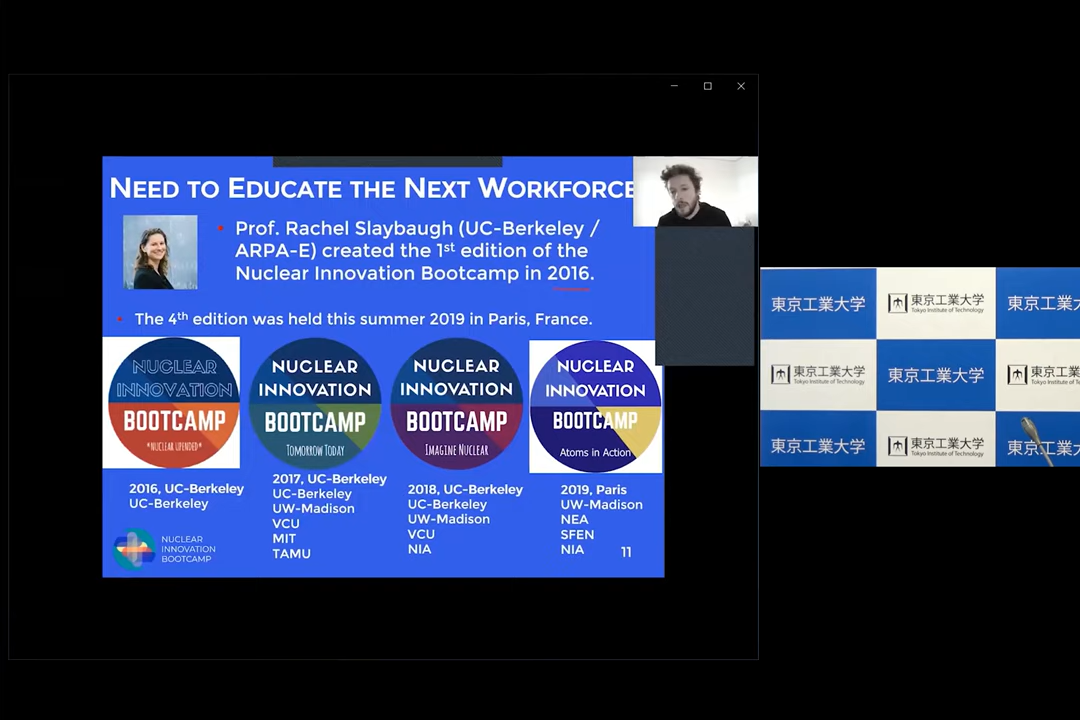 NEED TO EDUCATE THE NEXT WORKFORCE
• Prof. Rachel Slaybaugh (UC-Berkeley /
ARPA-E) created the 1st edition of the
Nuclear Innovation Bootcamp in 2016.
• The 4th edition was held this summer 2019 in Paris, France.
NUCLEAR
INNOVATION
BOOTCAMP
*NUCLEAR UPENDED*
NUCLEAR
INNOVATION
BOOTCAMP
TOMORROW TODAY
NUCLEAR
INNOVATION
BOOTCAMP
IMAGINE NUCLEAR
NUCLEAR
INNOVATION
BOOTCAMP
Atoms in Action
2016, UC-Berkeley
UC-Berkeley
2017, UC-Berkeley
UC-Berkeley
UW-Madison
VCU
MIT
TAMU
2018, UC-Berkeley
UC-Berkeley
UW-Madison
VCU
NIA
2019, Paris
UW-Madison
NEA
SFEN
NIA
NUCLEAR
INNOVATION
BOOTCAMP
11
東京工業大学
東京工業大学
Tokyo Institute of Technology
東京工業大
東京工業大学
Tokyo Institute of Technology
東京工業大学
東京工業大
Tokyo Institute of Te
東京工業大学
東京工業大学
Tokyo Institute of Technology
東京工業大